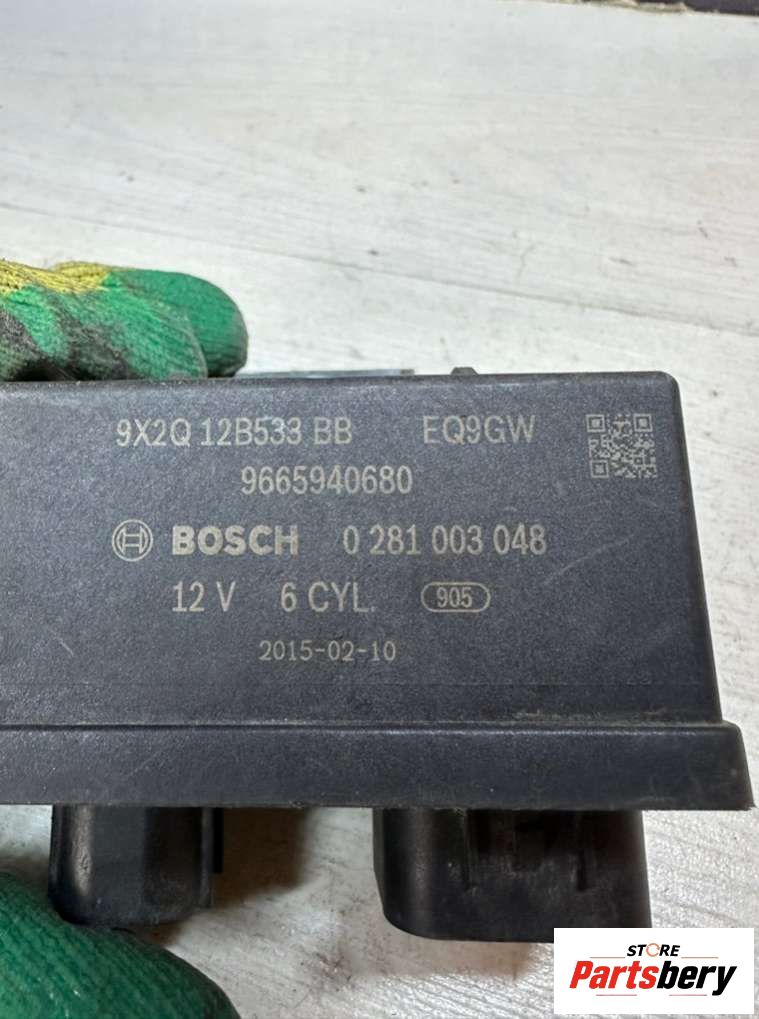 9X2Q 12B533 BB EQ9GW
9665940680
BOSCH 0 281 003 048
12 V 6 CYL. 905
2015-02-10
STORE
Partsbery